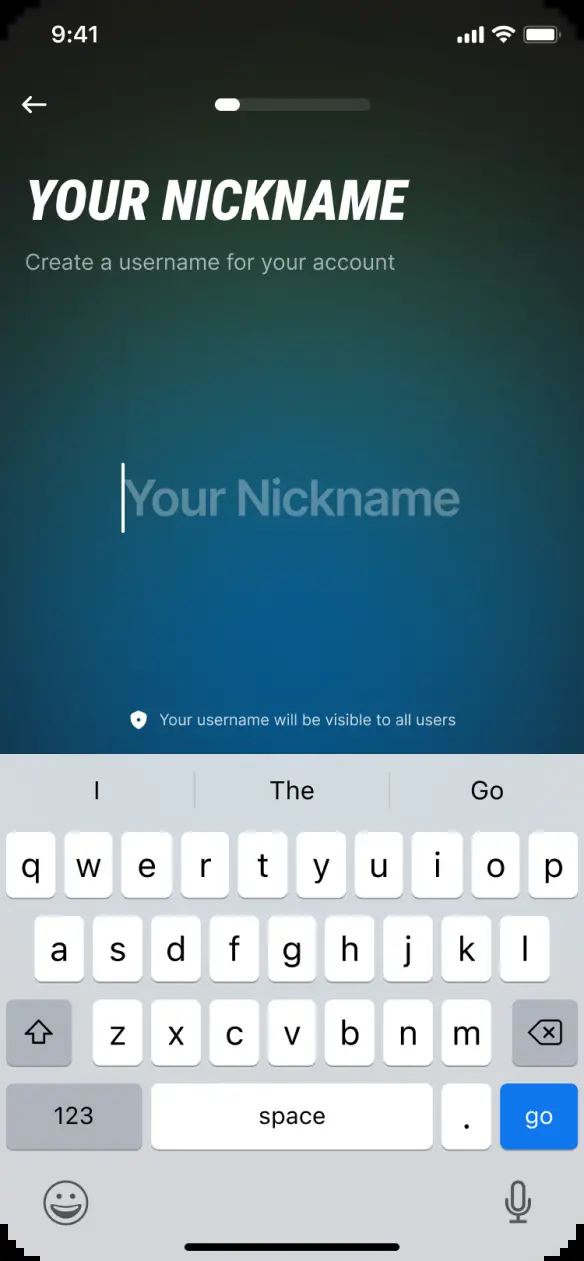 9:41
YOUR NICKNAME
Create a username for your account
Your Nickname
Your username will be visible to all users
I The Go
q w e r t y u i o p
a s d f g h j k l
z x c v b n m
123 space . go